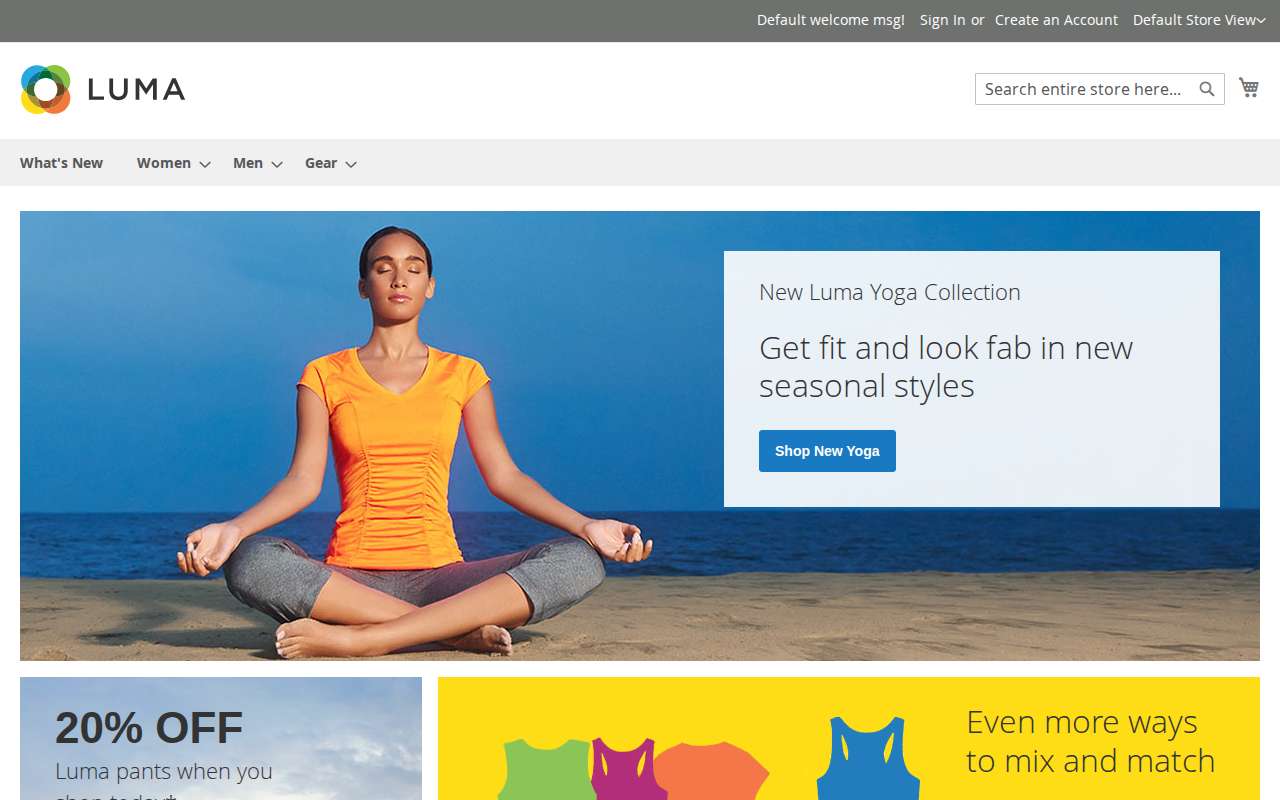 Default welcome msg! Sign In or Create an Account Default Store View
LUMA
Search entire store here...
What's New Women Men Gear
New Luma Yoga Collection
Get fit and look fab in new
seasonal styles
Shop New Yoga
20% OFF
Luma pants when you
shop today*
Even more ways
to mix and match